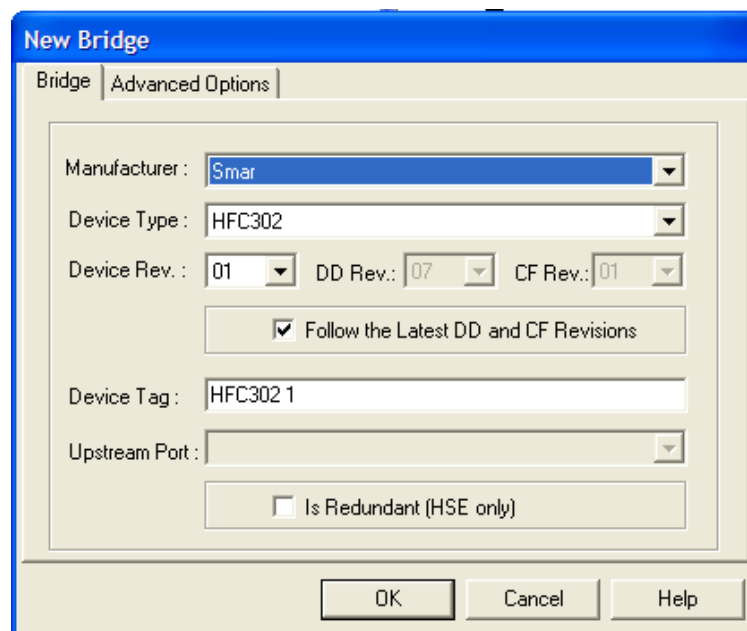 New Bridge
Bridge Advanced Options
Manufacturer : Smar
Device Type : HFC302
Device Rev. : 01 DD Rev.: 07 CF Rev.: 01
Follow the Latest DD and CF Revisions
Device Tag : HFC302 1
Upstream Port :
Is Redundant (HSE only)
OK Cancel Help